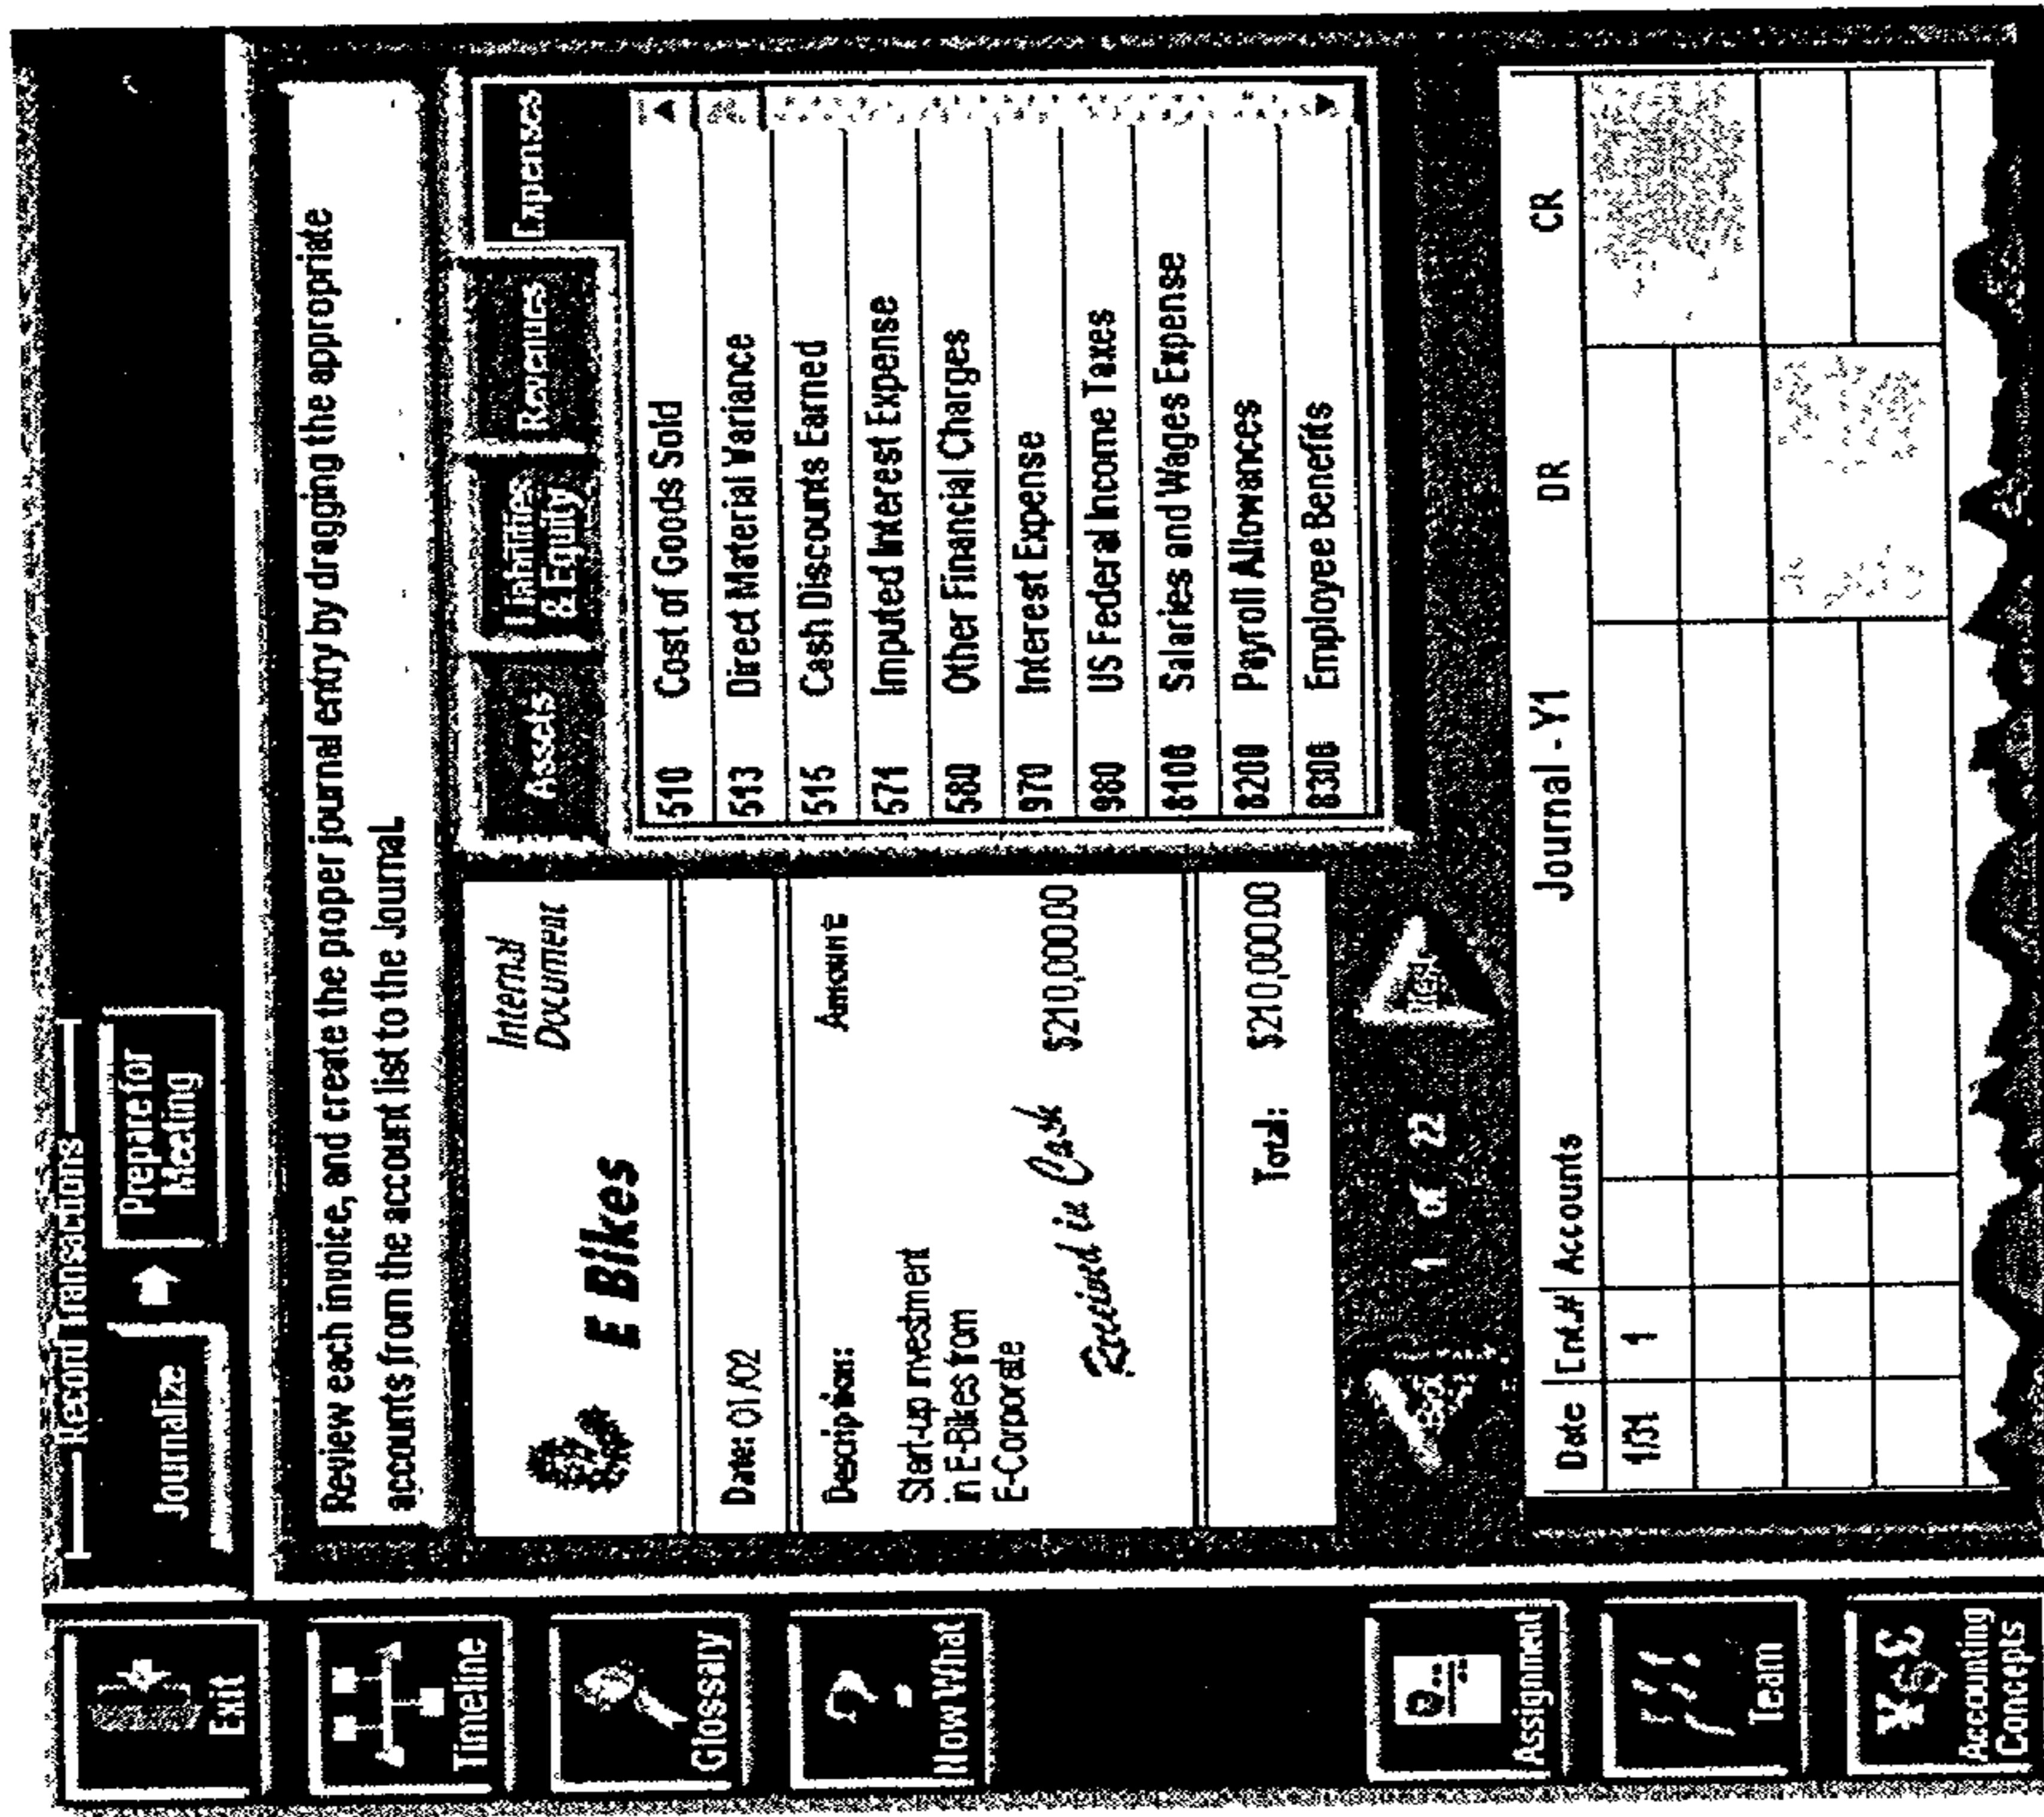 Record Transactions
Journalize
Prepare for
Meeting
Exit
Timeline
Glossary
Now What
Assignment
Team
Accounting
Concepts
Review each invoice, and create the proper journal entry by dragging the appropriate
accounts from the account list to the Journal.
E Bikes
Internal
Document
Date: 01/02
Description:
Amount
Start-up investment
in E-Bikes from
E-Corporate
$210,000.00
Received in Cash
Total: $210,000.00
1 of 22
Next
Assets
Liabilities
& Equity
Revenues
Expenses
510 Cost of Goods Sold
513 Direct Material Variance
515 Cash Discounts Earned
571 Imputed Interest Expense
580 Other Financial Charges
970 Interest Expense
980 US Federal Income Taxes
8100 Salaries and Wages Expense
8200 Payroll Allowances
8300 Employee Benefits
Journal - Y1
Date Ent.# Accounts DR CR
1/31 1